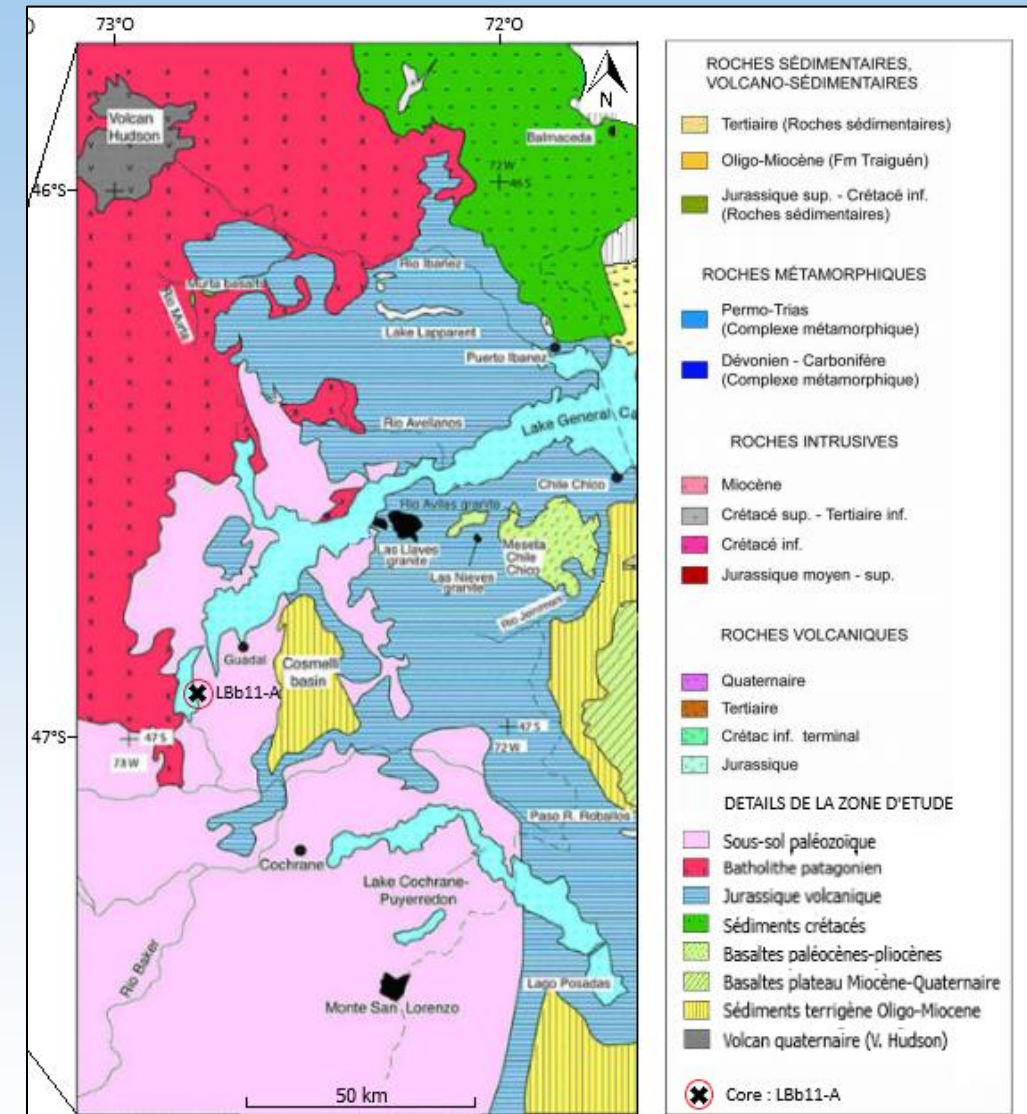 73°O
72°O
N
Volcan
Hudson
Balmaceda
72 W
46 S
46°S
Rio Ibañez
Murta basalts
Rio Murta
Lake Lapparent
Puerto Ibanez
Rio Avellanos
Lake General Ca
Chile Chico
Rio Aviles granite
Las Llaves
granite
Las Nieves
granite
Meseta
Chile
Chico
Rio Jeinimeni
Guadal
Cosmelli
basin
LBb11-A
47°S
47 S
73 W
47 S
72 W
Paso R. Roballos
Cochrane
Lake Cochrane-
Puyerredon
Rio Baker
Lago Posadas
Monte San Lorenzo
50 km
ROCHES SÉDIMENTAIRES,
VOLCANO-SÉDIMENTAIRES
Tertiaire (Roches sédimentaires)
Oligo-Miocène (Fm Traiguén)
Jurassique sup. - Crétacé inf.
(Roches sédimentaires)
ROCHES MÉTAMORPHIQUES
Permo-Trias
(Complexe métamorphique)
Dévonien - Carbonifère
(Complexe métamorphique)
ROCHES INTRUSIVES
Miocène
Crétacé sup. - Tertiaire inf.
Crétacé inf.
Jurassique moyen - sup.
ROCHES VOLCANIQUES
Quaternaire
Tertiaire
Crétac inf. terminal
Jurassique
DETAILS DE LA ZONE D'ETUDE
Sous-sol paléozoïque
Batholithe patagonien
Jurassique volcanique
Sédiments crétacés
Basaltes paléocènes-pliocènes
Basaltes plateau Miocène-Quaternaire
Sédiments terrigène Oligo-Miocene
Volcan quaternaire (V. Hudson)
Core : LBb11-A